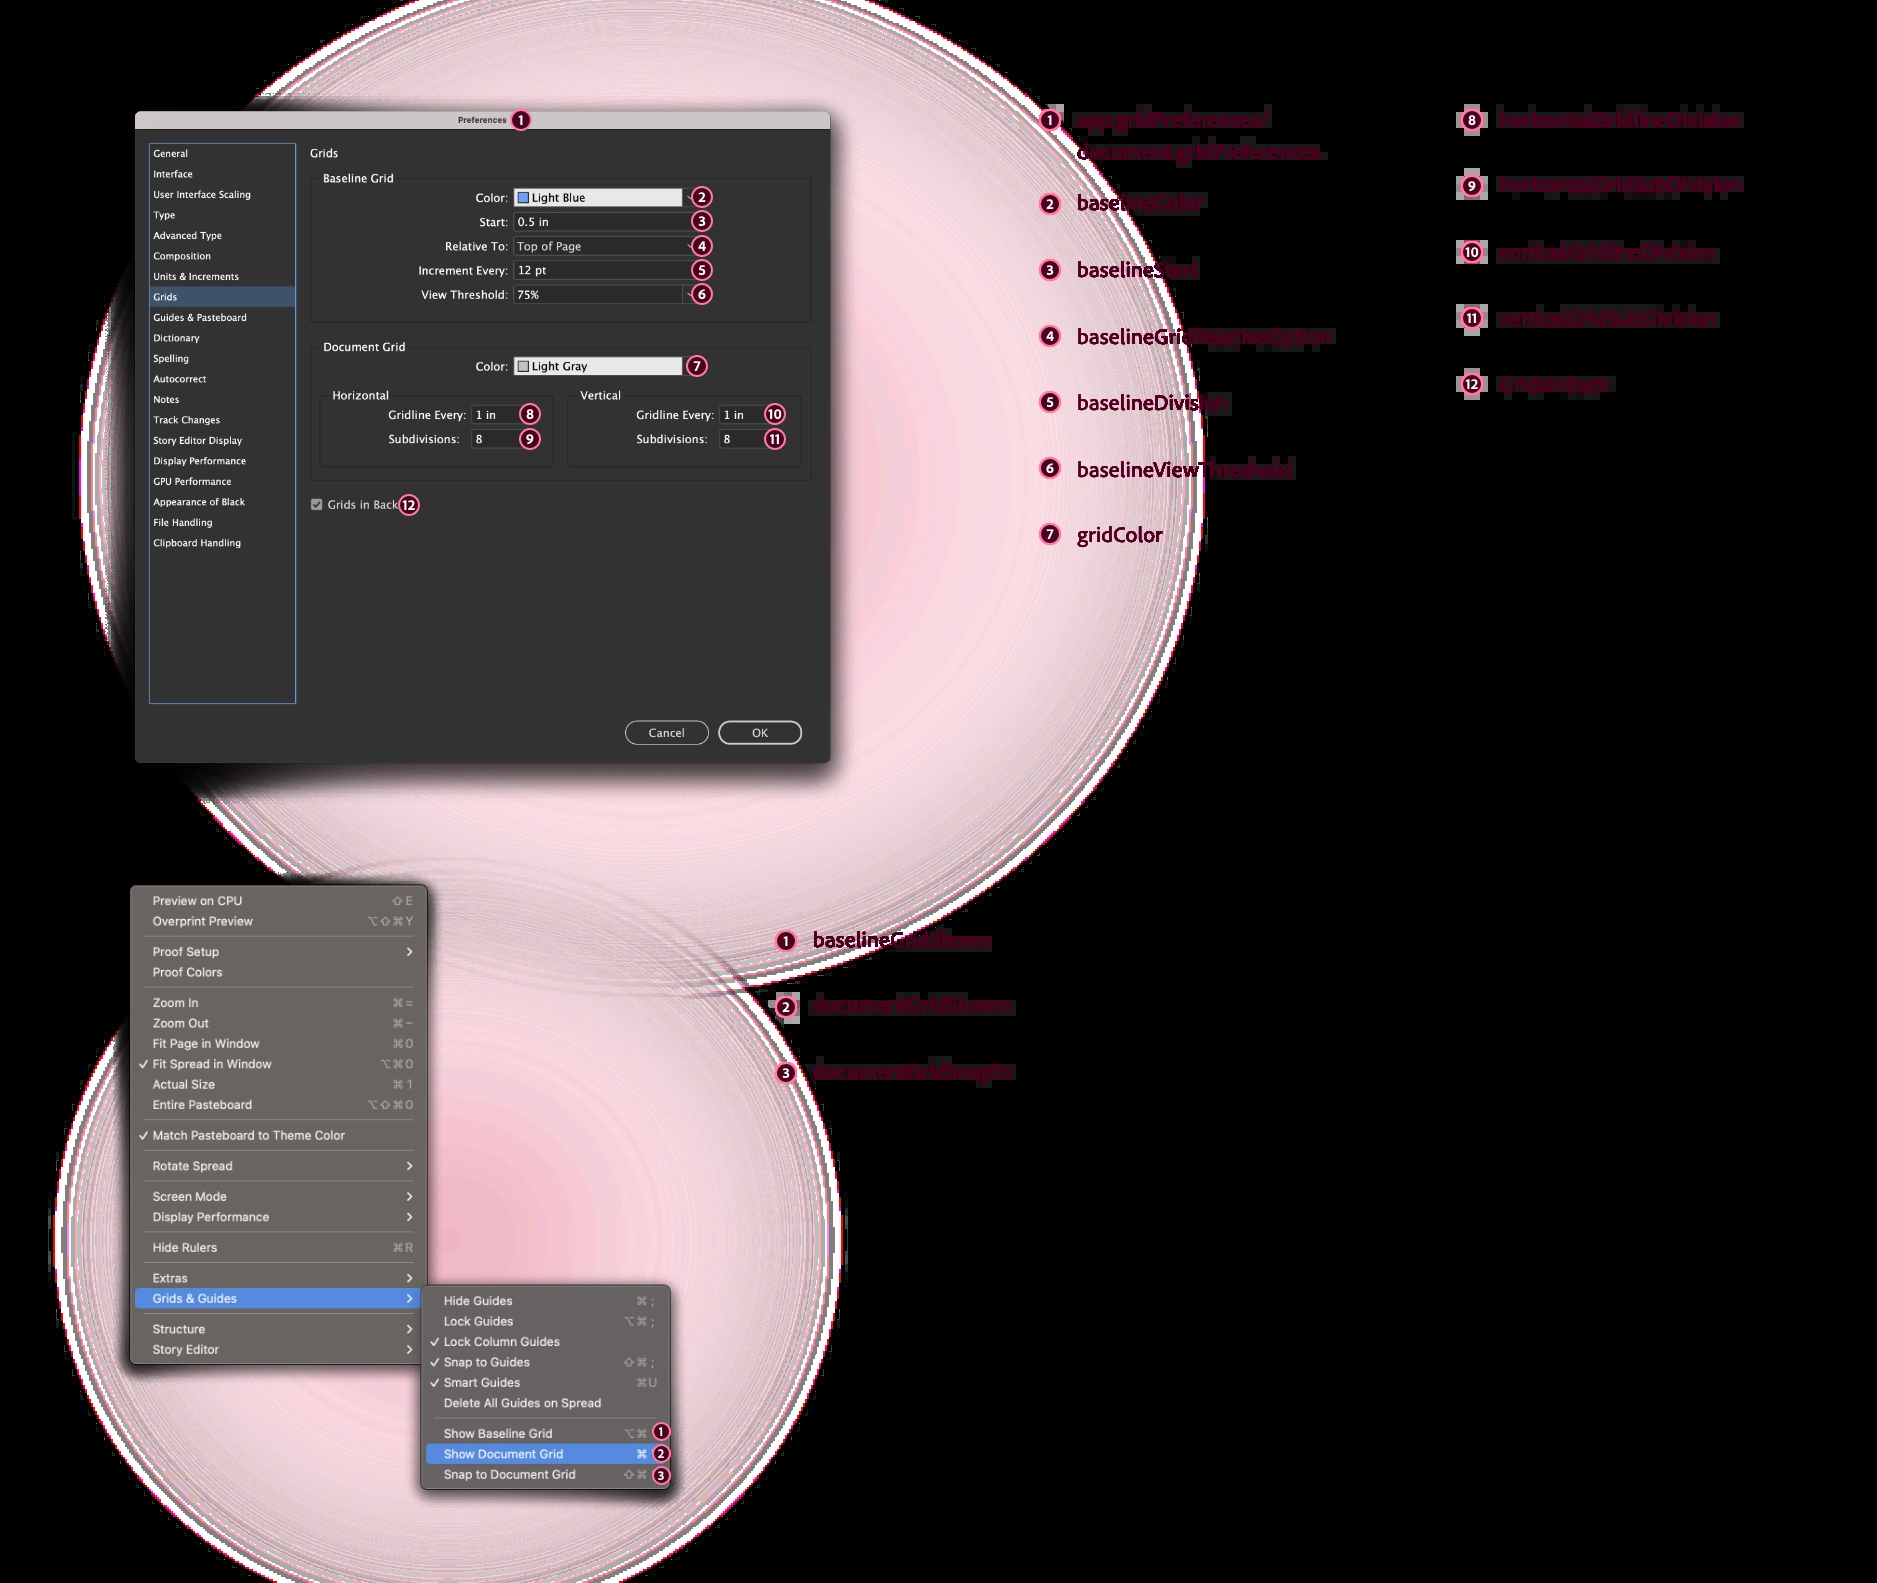 Preferences 1
General
Interface
User Interface Scaling
Type
Advanced Type
Composition
Units & Increments
Grids
Guides & Pasteboard
Dictionary
Spelling
Autocorrect
Notes
Track Changes
Story Editor Display
Display Performance
GPU Performance
Appearance of Black
File Handling
Clipboard Handling
Grids
Baseline Grid
Color: Light Blue 2
Start: 0.5 in 3
Relative To: Top of Page 4
Increment Every: 12 pt 5
View Threshold: 75% 6
Document Grid
Color: Light Gray 7
Horizontal
Gridline Every: 1 in 8
Subdivisions: 8 9
Vertical
Gridline Every: 1 in 10
Subdivisions: 8 11
Grids in Back 12
Cancel OK
1 app.gridPreferences/
document.gridPreferences
2 baselineColor
3 baselineStart
4 baselineGridRelativeOption
5 baselineDivision
6 baselineViewThreshold
7 gridColor
8 horizontalGridlineDivision
9 horizontalGridSubDivision
10 verticalGridlineDivision
11 verticalGridSubDivision
12 GridsInBack
Preview on CPU ⇧E
Overprint Preview ⌥⇧⌘Y
Proof Setup
Proof Colors
Zoom In ⌘=
Zoom Out ⌘−
Fit Page in Window ⌘0
✓ Fit Spread in Window ⌥⌘0
Actual Size ⌘1
Entire Pasteboard ⌥⇧⌘0
✓ Match Pasteboard to Theme Color
Rotate Spread
Screen Mode
Display Performance
Hide Rulers ⌘R
Extras
Grids & Guides
Structure
Story Editor
Hide Guides ⌘;
Lock Guides ⌥⌘;
✓ Lock Column Guides
✓ Snap to Guides ⇧⌘;
✓ Smart Guides ⌘U
Delete All Guides on Spread
Show Baseline Grid ⌥⌘ 1
Show Document Grid ⌘ 2
Snap to Document Grid ⇧⌘ 3
1 baselineGridShown
2 documentGridShown
3 documentGridSnapTo